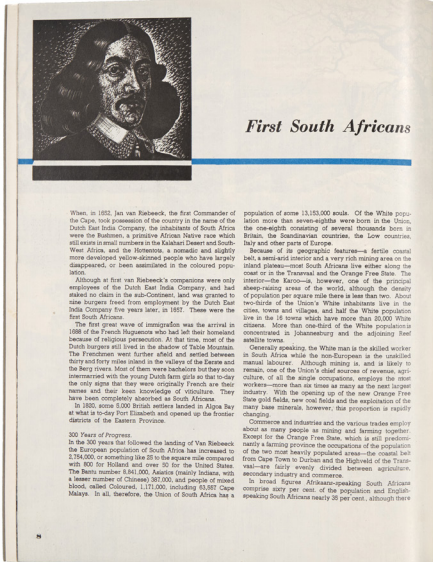 First South Africans
When, in 1652, Jan van Riebeeck, the first Commander of
the Cape, took possession of the country in the name of the
Dutch East India Company, the inhabitants of South Africa
were the Bushmen, a primitive African Native race which
still exists in small numbers in the Kalahari Desert and South-
West Africa, and the Hottentots, a nomadic and slightly
more developed yellow-skinned people who have largely
disappeared, or been assimilated in the coloured popu-
lation.
Although at first van Riebeeck's companions were only
employees of the Dutch East India Company, and had
staked no claim in the sub-Continent, land was granted to
nine burgers freed from employment by the Dutch East
India Company five years later, in 1657. These were the
first South Africans.
The first great wave of immigration was the arrival in
1688 of the French Huguenots who had left their homeland
because of religious persecution. At that time, most of the
Dutch burgers still lived in the shadow of Table Mountain.
The Frenchmen went further afield and settled between
thirty and forty miles inland in the valleys of the Eerste and
the Berg rivers. Most of them were bachelors but they soon
intermarried with the young Dutch farm girls so that to-day
the only signs that they were originally French are their
names and their keen knowledge of viticulture. They
have been completely absorbed as South Africans.
In 1820, some 5,000 British settlers landed in Algoa Bay
at what is to-day Port Elizabeth and opened up the frontier
districts of the Eastern Province.
300 Years of Progress.
In the 300 years that followed the landing of Van Riebeeck
the European population of South Africa has increased to
2,754,000, or something like 25 to the square mile compared
with 800 for Holland and over 50 for the United States.
The Bantu number 8,841,000, Asiatics (mainly Indians, with
a lesser number of Chinese) 387,000, and people of mixed
blood, called Coloured, 1,171,000, including 63,557 Cape
Malays. In all, therefore, the Union of South Africa has a
population of some 13,153,000 souls. Of the White popu-
lation more than seven-eighths were born in the Union,
the one-eighth consisting of several thousands born in
Britain, the Scandinavian countries, the Low countries,
Italy and other parts of Europe.
Because of its geographic features—a fertile coastal
belt, a semi-arid interior and a very rich mining area on the
inland plateau—most South Africans live either along the
coast or in the Transvaal and the Orange Free State. The
interior—the Karoo—is, however, one of the principal
sheep-raising areas of the world, although the density
of population per square mile there is less than two. About
two-thirds of the Union's White inhabitants live in the
cities, towns and villages, and half the White population
live in the 16 towns which have more than 20,000 White
citizens. More than one-third of the White population is
concentrated in Johannesburg and the adjoining Reef
satellite towns.
Generally speaking, the White man is the skilled worker
in South Africa while the non-European is the unskilled
manual labourer. Although mining is, and is likely to
remain, one of the Union's chief sources of revenue, agri-
culture, of all the single occupations, employs the most
workers—more than six times as many as the next largest
industry. With the opening up of the new Orange Free
State gold fields, new coal fields and the exploitation of the
many base minerals, however, this proportion is rapidly
changing.
Commerce and industries and the various trades employ
about as many people as mining and farming together.
Except for the Orange Free State, which is still predomi-
nantly a farming province the occupations of the population
of the two most heavily populated areas—the coastal belt
from Cape Town to Durban and the Highveld of the Trans-
vaal—are fairly evenly divided between agriculture,
secondary industry and commerce.
In broad figures Afrikaans-speaking South Africans
comprise sixty per cent. of the population and English-
speaking South Africans nearly 35 per cent., although there
8